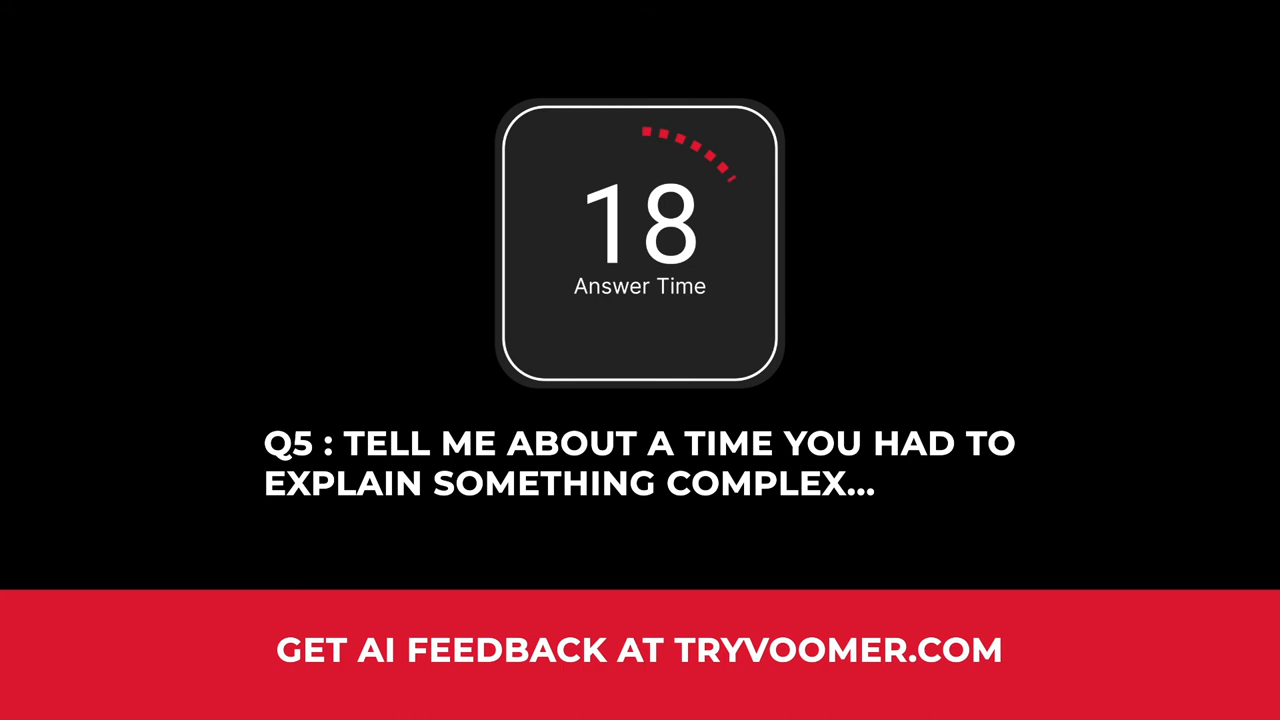 18
Answer Time
Q5 : TELL ME ABOUT A TIME YOU HAD TO
EXPLAIN SOMETHING COMPLEX...
GET AI FEEDBACK AT TRYVOOMER.COM